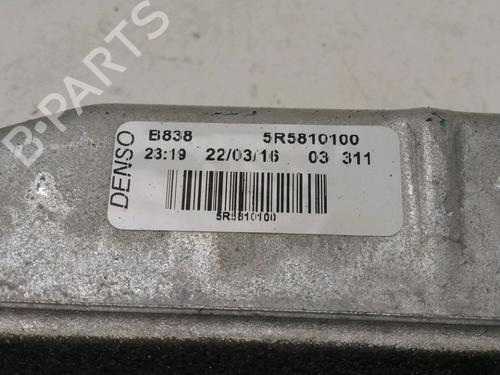 B-PARTS
DENSO
B838 5R5810100
23:19 22/03/16 03 311
5R5810100